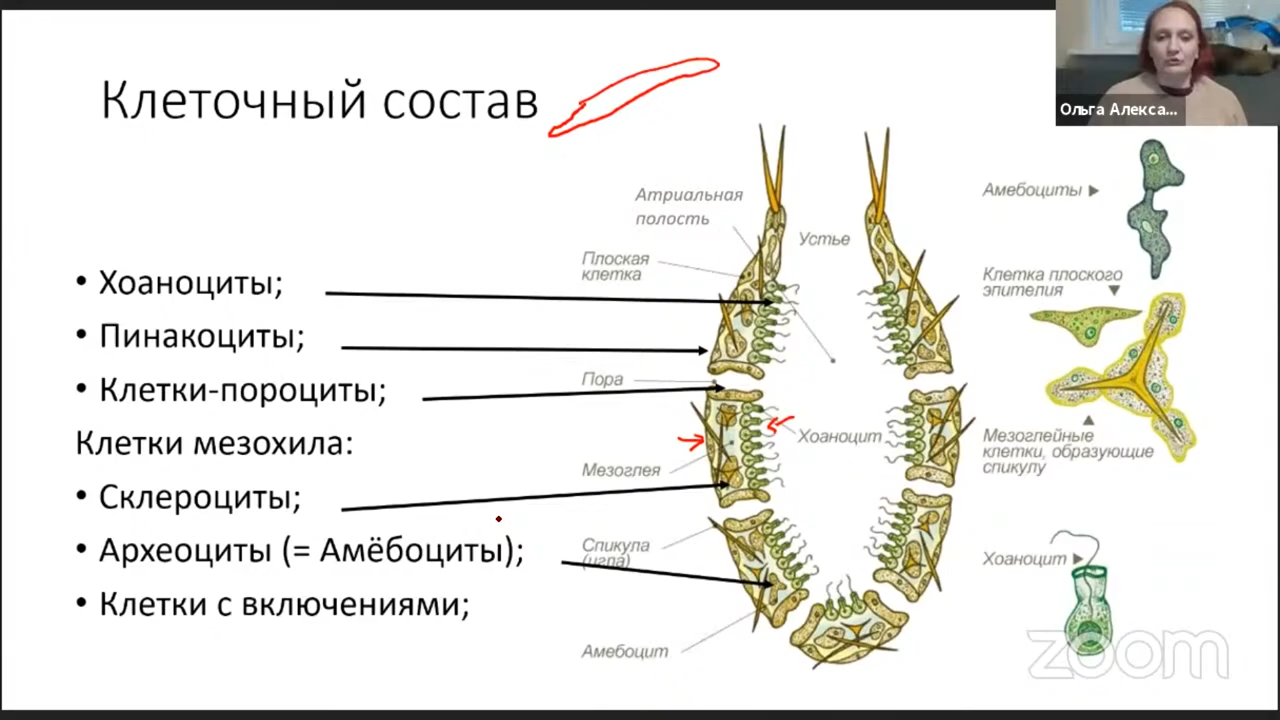 Клеточный состав
Ольга Алекса...
• Хоаноциты;
• Пинакоциты;
• Клетки-пороциты;
Клетки мезохила:
• Склероциты;
• Археоциты (= Амёбоциты);
• Клетки с включениями;
Атриальная
полость
Устье
Плоская
клетка
Пора
Хоаноцит
Мезоглея
Спикула
(игла)
Амебоцит
Амебоциты
Клетка плоского
эпителия
Мезоглейные
клетки, образующие
спикулу
Хоаноцит
zoom